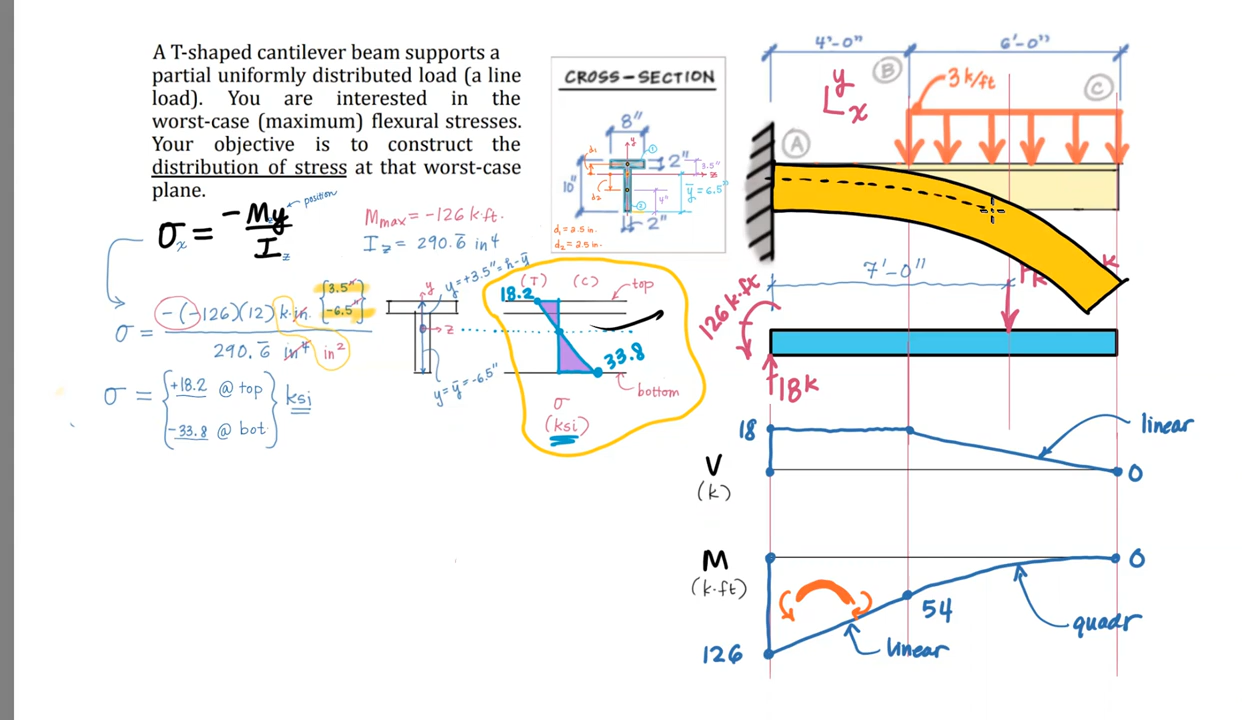 A T-shaped cantilever beam supports a
partial uniformly distributed load (a line
load). You are interested in the
worst-case (maximum) flexural stresses.
Your objective is to construct the
distribution of stress at that worst-case
plane.
σx = -My / Iz
position
Mmax = -126 k·ft.
Iz = 290.6̅ in⁴
σ = -(-126)(12) k·in. {3.5" -6.5"} / 290.6̅ in⁴ in²
σ = {+18.2 @ top
-33.8 @ bot.} ksi
CROSS-SECTION
8"
y
1
d1
2"
3.5"
z
10"
d2
ȳ=6.5"
4"
2
2"
d1 = 2.5 in.
d2 = 2.5 in.
y
y=+3.5"=h-ȳ
z
y=ȳ=-6.5"
(T) (C)
18.2
top
33.8
bottom
σ
(ksi)
4'-0"
6'-0"
y
x
B
3 k/ft
C
A
7'-0"
k
126 k·ft
18k
18
linear
V
(k)
0
M
(k·ft)
0
54
quadr
126
linear